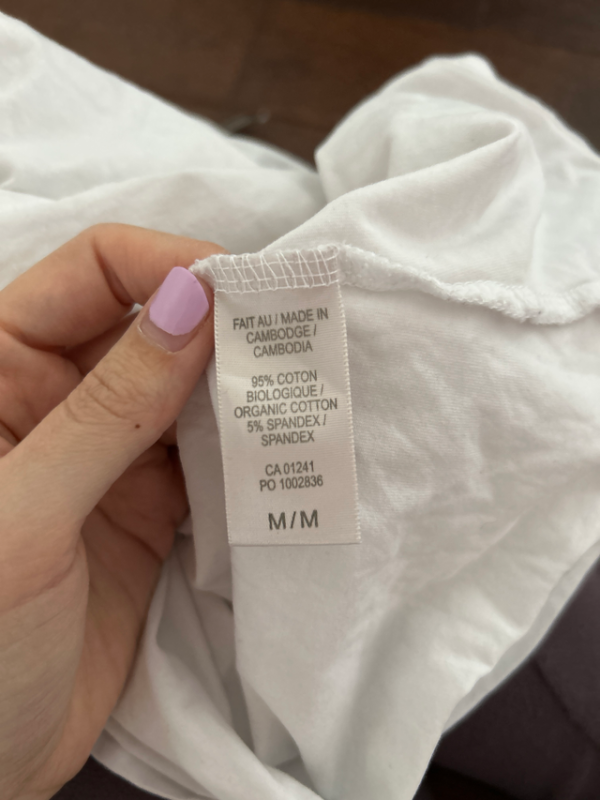 FAIT AU / MADE IN
CAMBODGE /
CAMBODIA
95% COTON
BIOLOGIQUE /
ORGANIC COTTON
5% SPANDEX /
SPANDEX
CA 01241
PO 1002836
M/M